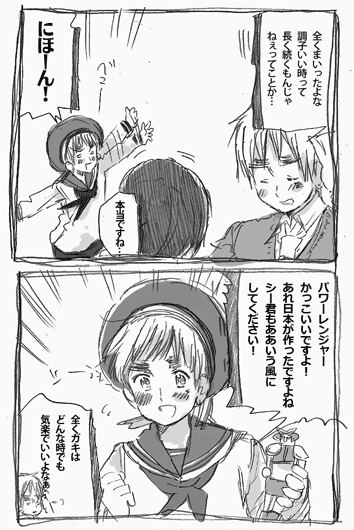 全くまいったよな
調子いい時って
長く続くもんじゃ
ねぇってことか…
にほーん！
本当ですね…
パワーレンジャー
かっこいいですよ！
あれ日本が作ったですよね
シー君もああいう風に
してください！
全くガキは
どんな時でも
気楽でいいよなぁ…